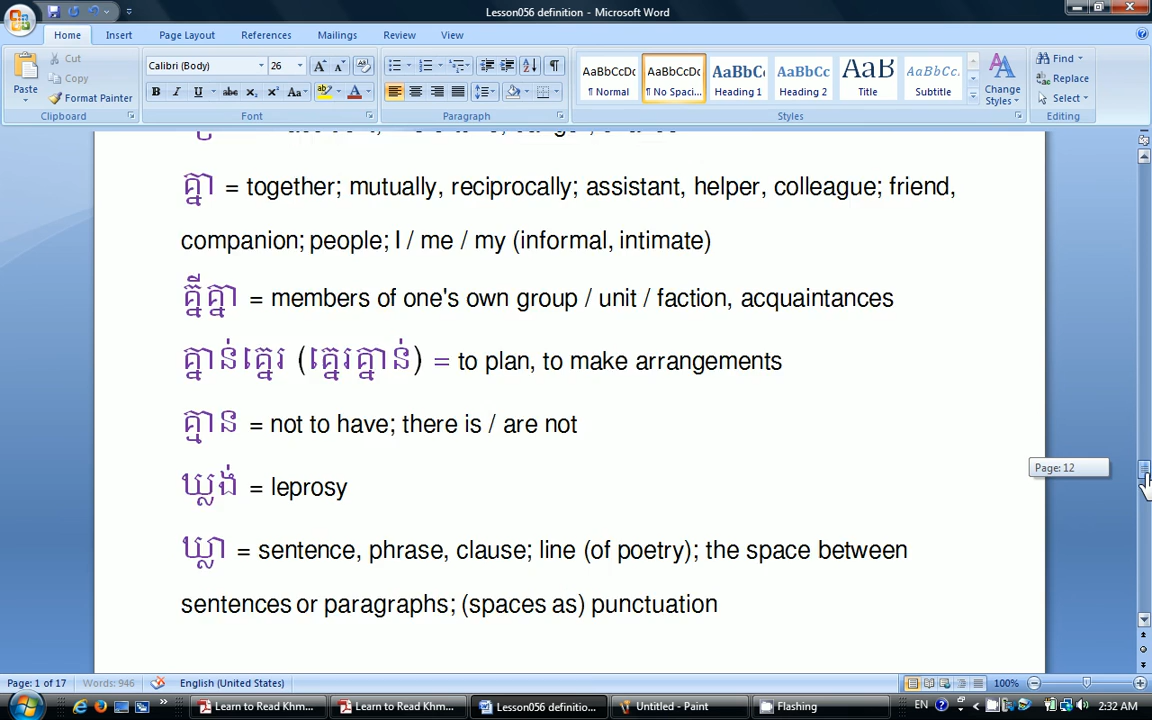 Lesson056 definition - Microsoft Word
Home Insert Page Layout References Mailings Review View
Paste Cut Copy Format Painter
Calibri (Body) 26
AaBbCcDc AaBbCcDc AaBbC AaBbCc AaB AaBbCc.
¶ Normal ¶ No Spaci... Heading 1 Heading 2 Title Subtitle
Change Styles
Find Replace Select
Clipboard Font Paragraph Styles Editing
គ្នា = together; mutually, reciprocally; assistant, helper, colleague; friend,
companion; people; I / me / my (informal, intimate)
គ្នីគ្នា = members of one's own group / unit / faction, acquaintances
គ្នាន់គ្នេរ (គ្នេរគ្នាន់) = to plan, to make arrangements
គ្មាន = not to have; there is / are not
Page: 12
ឃ្លង់ = leprosy
ឃ្លា = sentence, phrase, clause; line (of poetry); the space between
sentences or paragraphs; (spaces as) punctuation
Page: 1 of 17 Words: 946 English (United States) 100%
Learn to Read Khm... Learn to Read Khm... Lesson056 definitio... Untitled - Paint Flashing EN 2:32 AM